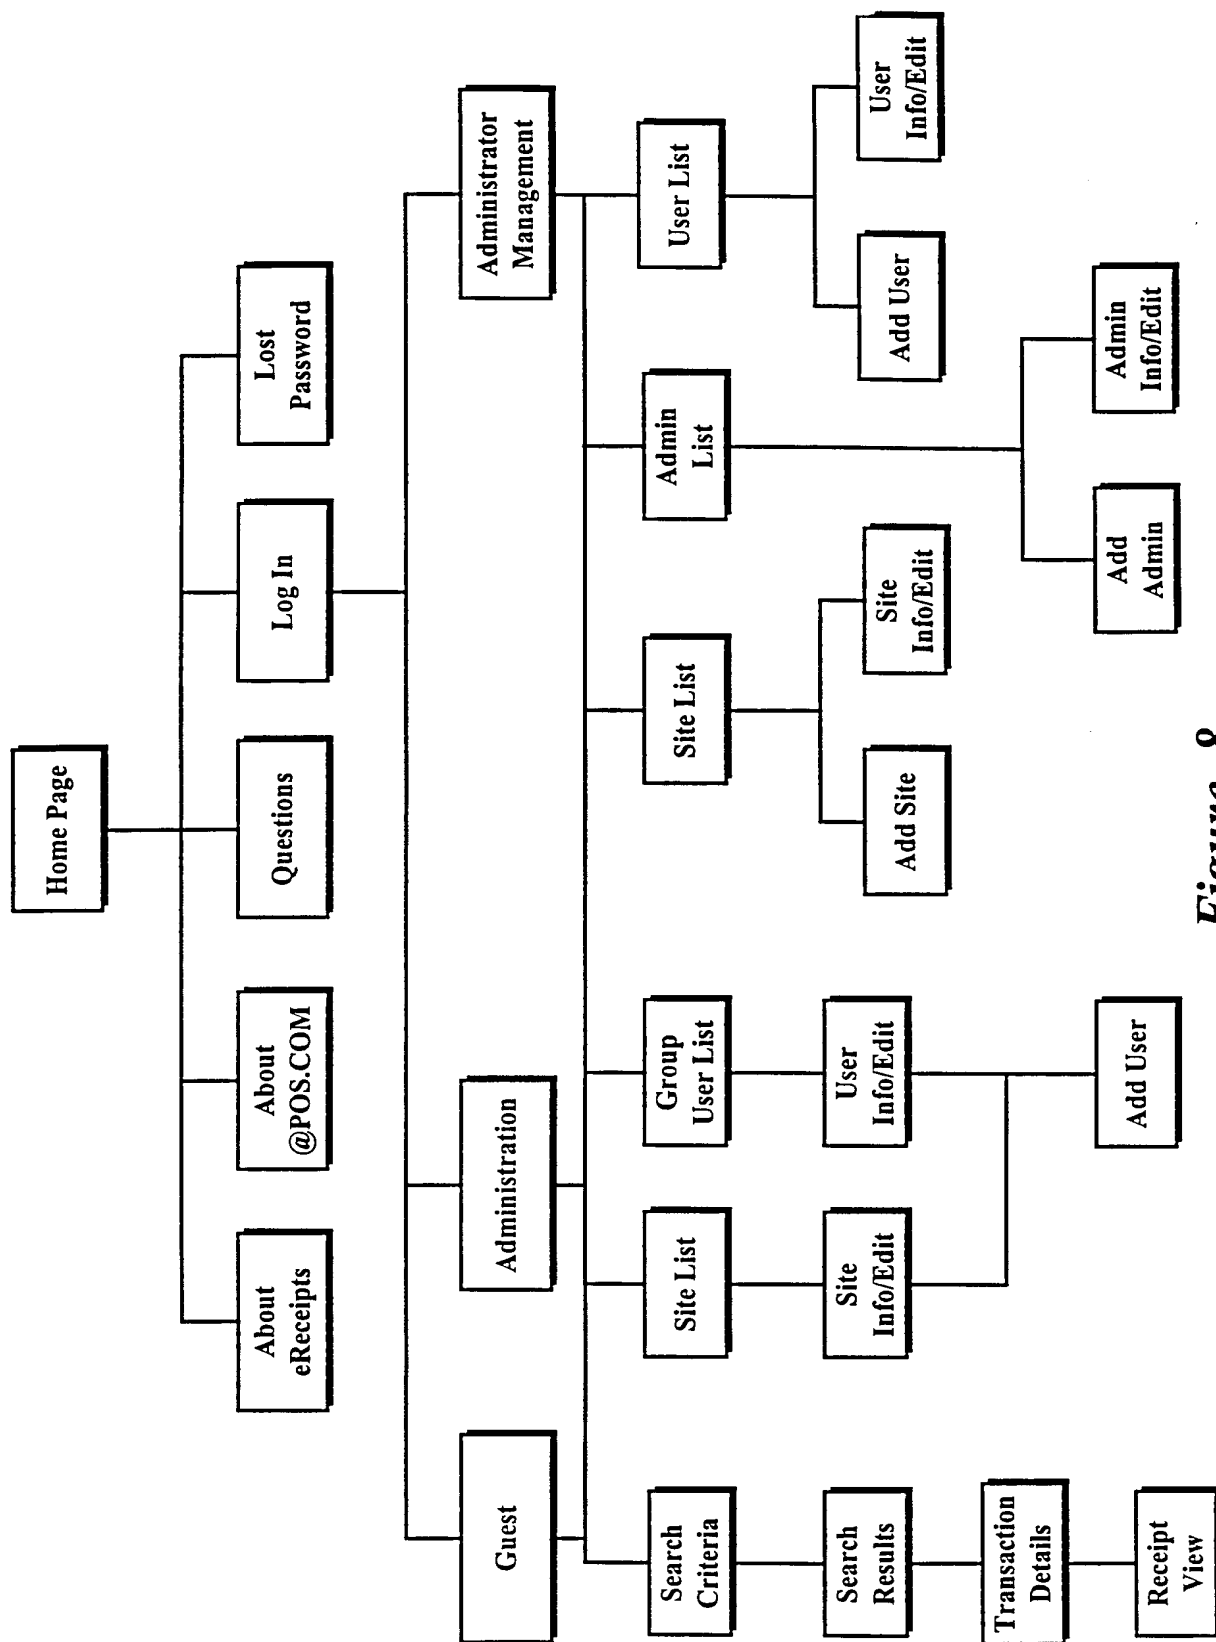 Home Page
About
eReceipts
About
@POS.COM
Questions
Log In
Lost
Password
Guest
Administration
Administrator
Management
Search
Criteria
Site List
Group
User List
Site List
Admin
List
User List
Search
Results
Site
Info/Edit
User
Info/Edit
Add Site
Site
Info/Edit
Add User
User
Info/Edit
Transaction
Details
Receipt
View
Add User
Add
Admin
Admin
Info/Edit
Figure 8